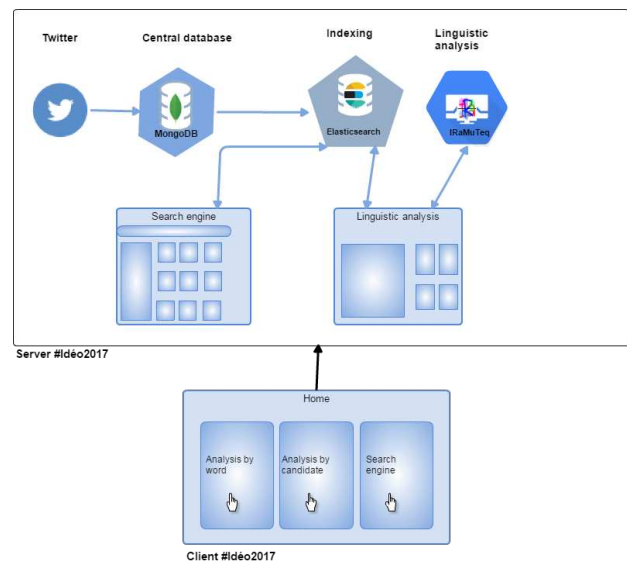 Twitter
Central database
Indexing
Linguistic
analysis
MongoDB
Elasticsearch
IRaMuTeq
Search engine
Linguistic analysis
Server #Idéo2017
Home
Analysis by
word
Analysis by
candidate
Search
engine
Client #Idéo2017